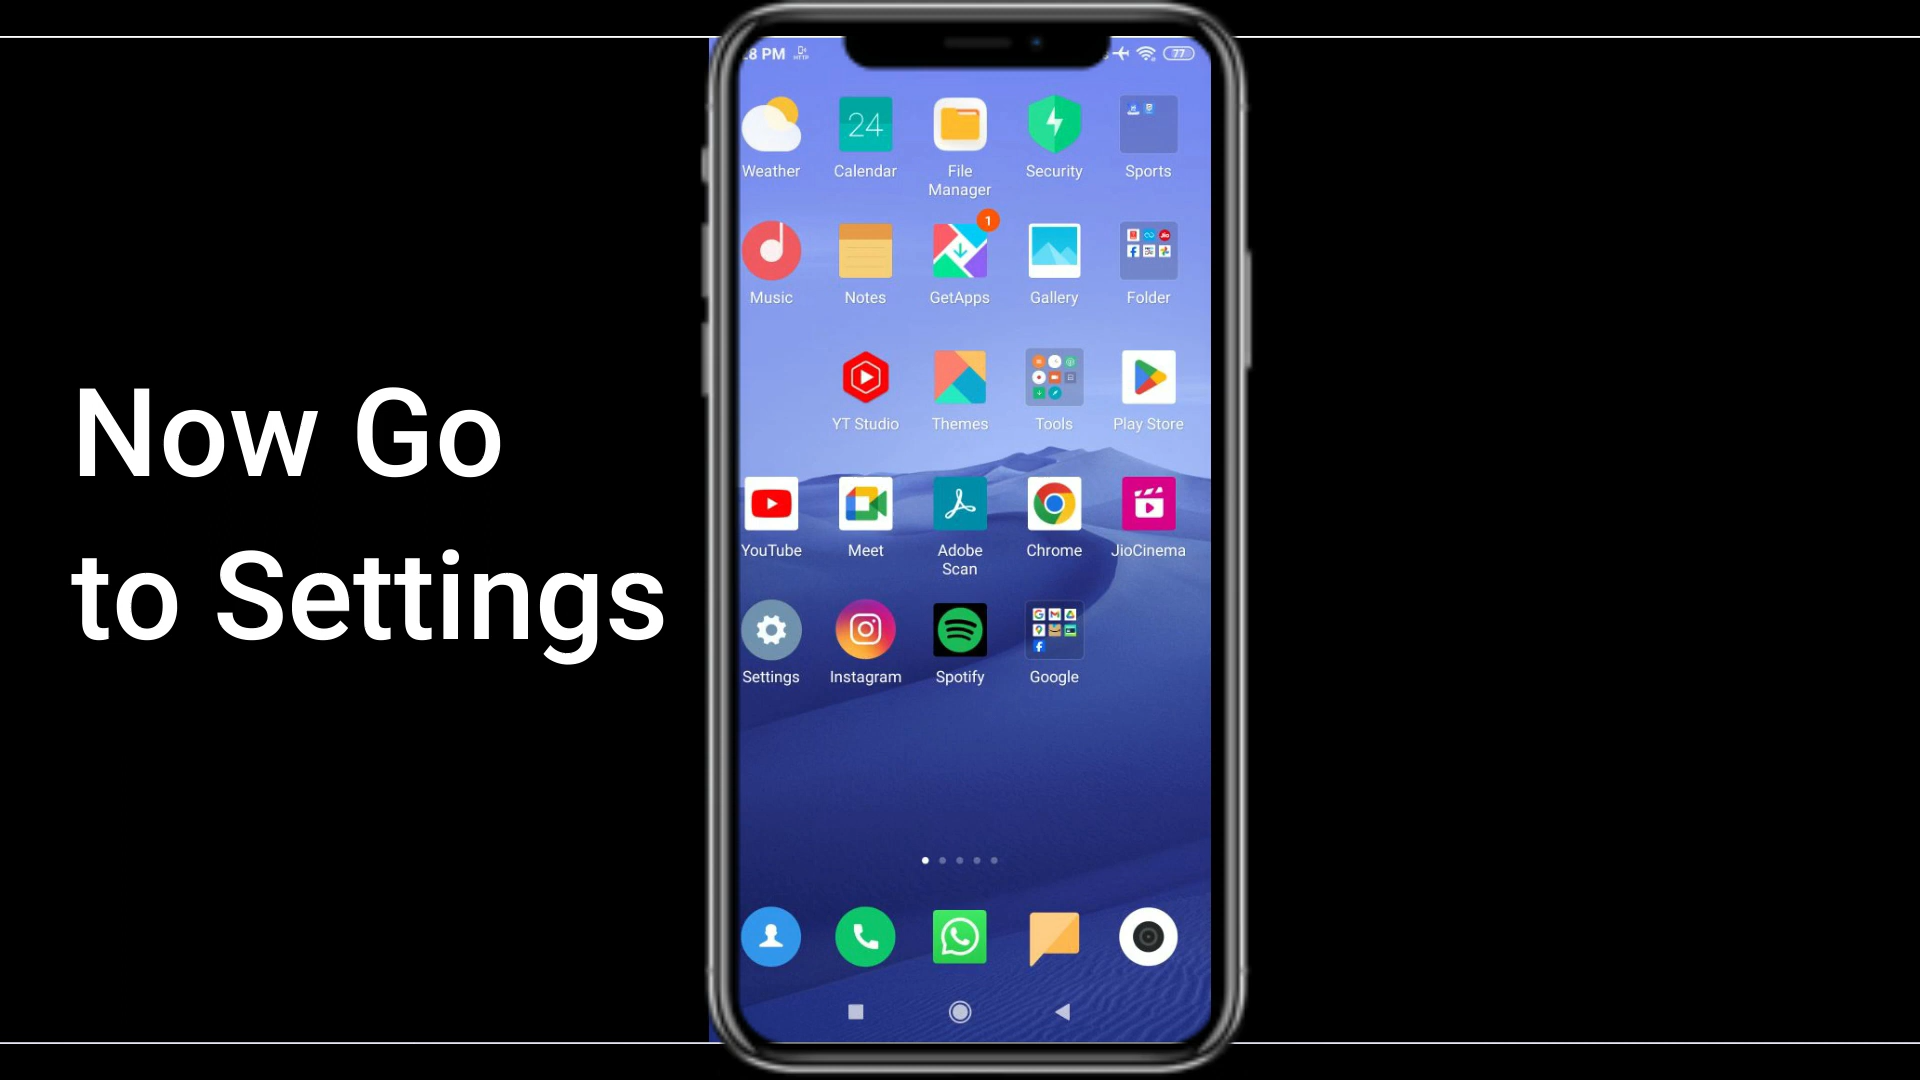 Now Go
to Settings
8 PM
77
24
Weather
Calendar
File
Manager
Security
Sports
1
Music
Notes
GetApps
Gallery
Folder
YT Studio
Themes
Tools
Play Store
YouTube
Meet
Adobe
Scan
Chrome
JioCinema
Settings
Instagram
Spotify
Google